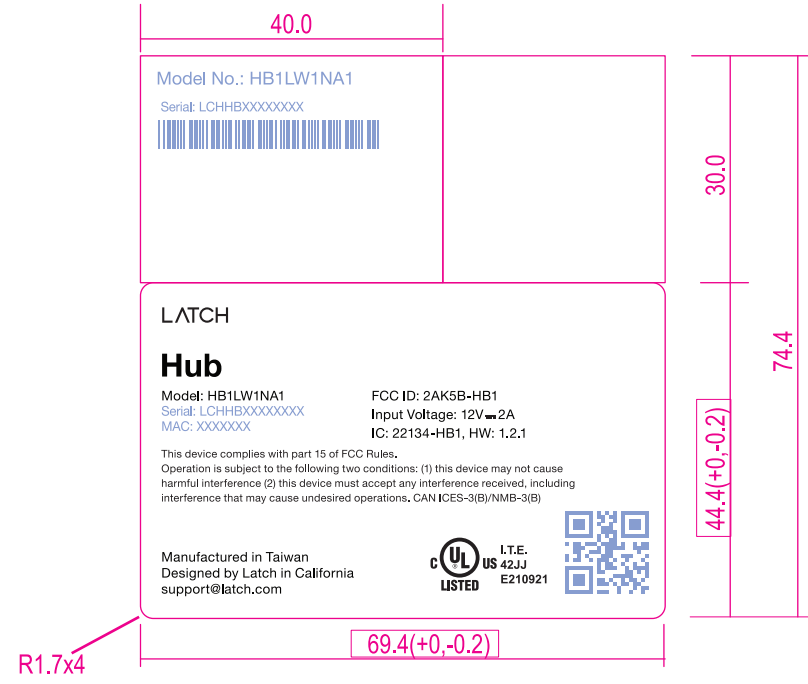 40.0
Model No.: HB1LW1NA1
Serial: LCHHBXXXXXXXX
30.0
74.4
LATCH
Hub
Model: HB1LW1NA1
Serial: LCHHBXXXXXXXX
MAC: XXXXXXX
FCC ID: 2AK5B-HB1
Input Voltage: 12V⎓2A
IC: 22134-HB1, HW: 1.2.1
44.4(+0,-0.2)
This device complies with part 15 of FCC Rules.
Operation is subject to the following two conditions: (1) this device may not cause
harmful interference (2) this device must accept any interference received, including
interference that may cause undesired operations. CAN ICES-3(B)/NMB-3(B)
Manufactured in Taiwan
Designed by Latch in California
support@latch.com
C UL® US
LISTED
I.T.E.
42JJ
E210921
69.4(+0,-0.2)
R1.7x4